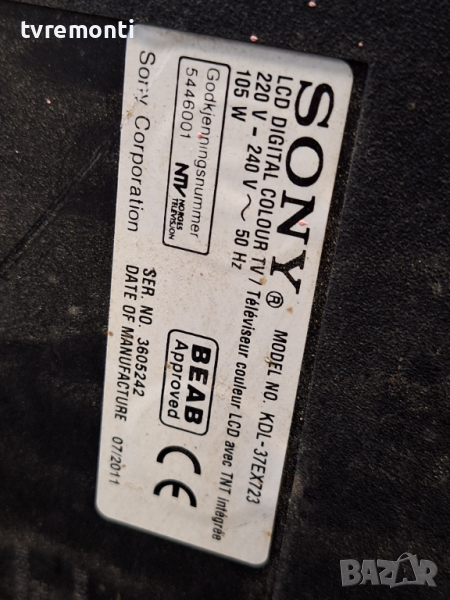 tvremonti
SONY® MODEL NO. KDL-37EX723
LCD DIGITAL COLOUR TV / Téléviseur couleur LCD avec TNT intégrée
220 V - 240 V ~ 50 Hz
105 W
Godkjenningsnummer
5446001
NTV NORGES TELEVISJON
BEAB
Approved
CE
Sony Corporation
SER. NO. 3605242
DATE OF MANUFACTURE 07/2011
BAZAR